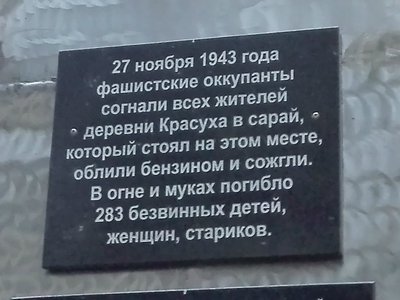 27 ноября 1943 года
фашистские оккупанты
согнали всех жителей
деревни Красуха в сарай,
который стоял на этом месте,
облили бензином и сожгли.
В огне и муках погибло
283 безвинных детей,
женщин, стариков.